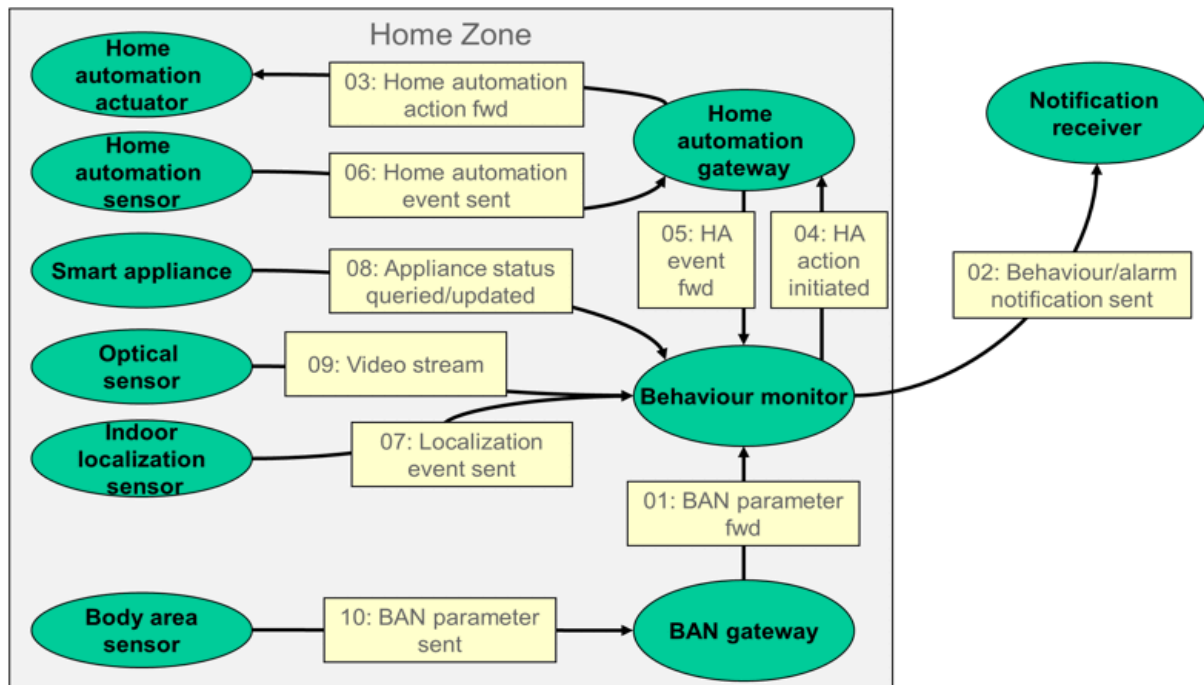 Home Zone
Home
automation
actuator
03: Home automation
action fwd
Home
automation
gateway
Notification
receiver
Home
automation
sensor
06: Home automation
event sent
05: HA
event
fwd
04: HA
action
initiated
Smart appliance
08: Appliance status
queried/updated
02: Behaviour/alarm
notification sent
Optical
sensor
09: Video stream
Behaviour monitor
Indoor
localization
sensor
07: Localization
event sent
01: BAN parameter
fwd
Body area
sensor
10: BAN parameter
sent
BAN gateway